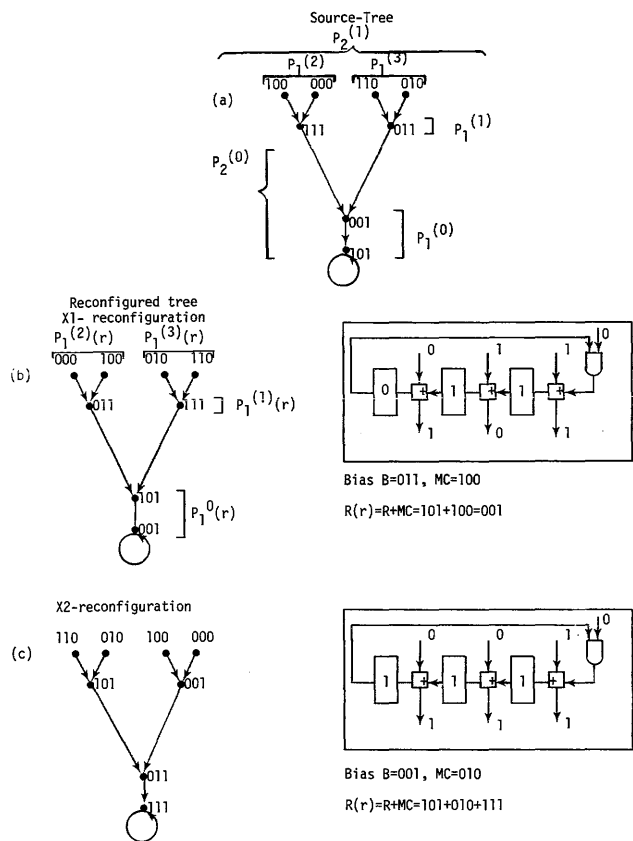 Source-Tree
P2(1)
P1(2) P1(3)
100 000 110 010
(a)
111 011 P1(1)
P2(0)
001
P1(0)
101
Reconfigured tree
X1- reconfiguration
P1(2)(r) P1(3)(r)
000 100 010 110
(b)
011 111 P1(1)(r)
101
P1 0(r)
001
0
0 1 1
0 + 1 + 1 +
1 0 1
Bias B=011, MC=100
R(r)=R+MC=101+100=001
X2-reconfiguration
110 010 100 000
(c)
101 001
011
111
0
0 0 1
1 + 1 + 1 +
1 1 1
Bias B=001, MC=010
R(r)=R+MC=101+010+111